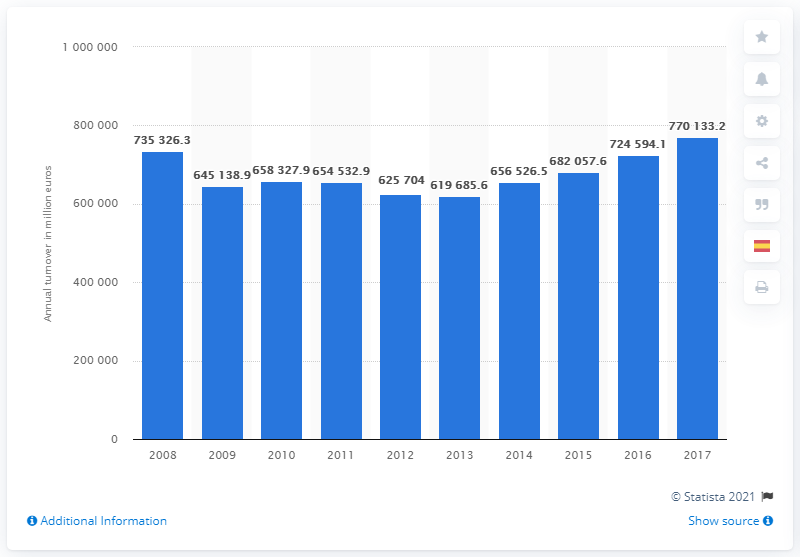 1 000 000
800 000
600 000
400 000
200 000
0
Annual turnover in million euros
735 326.3
645 138.9
658 327.9
654 532.9
625 704
619 685.6
656 526.5
682 057.6
724 594.1
770 133.2
2008 2009 2010 2011 2012 2013 2014 2015 2016 2017
© Statista 2021
Additional Information
Show source